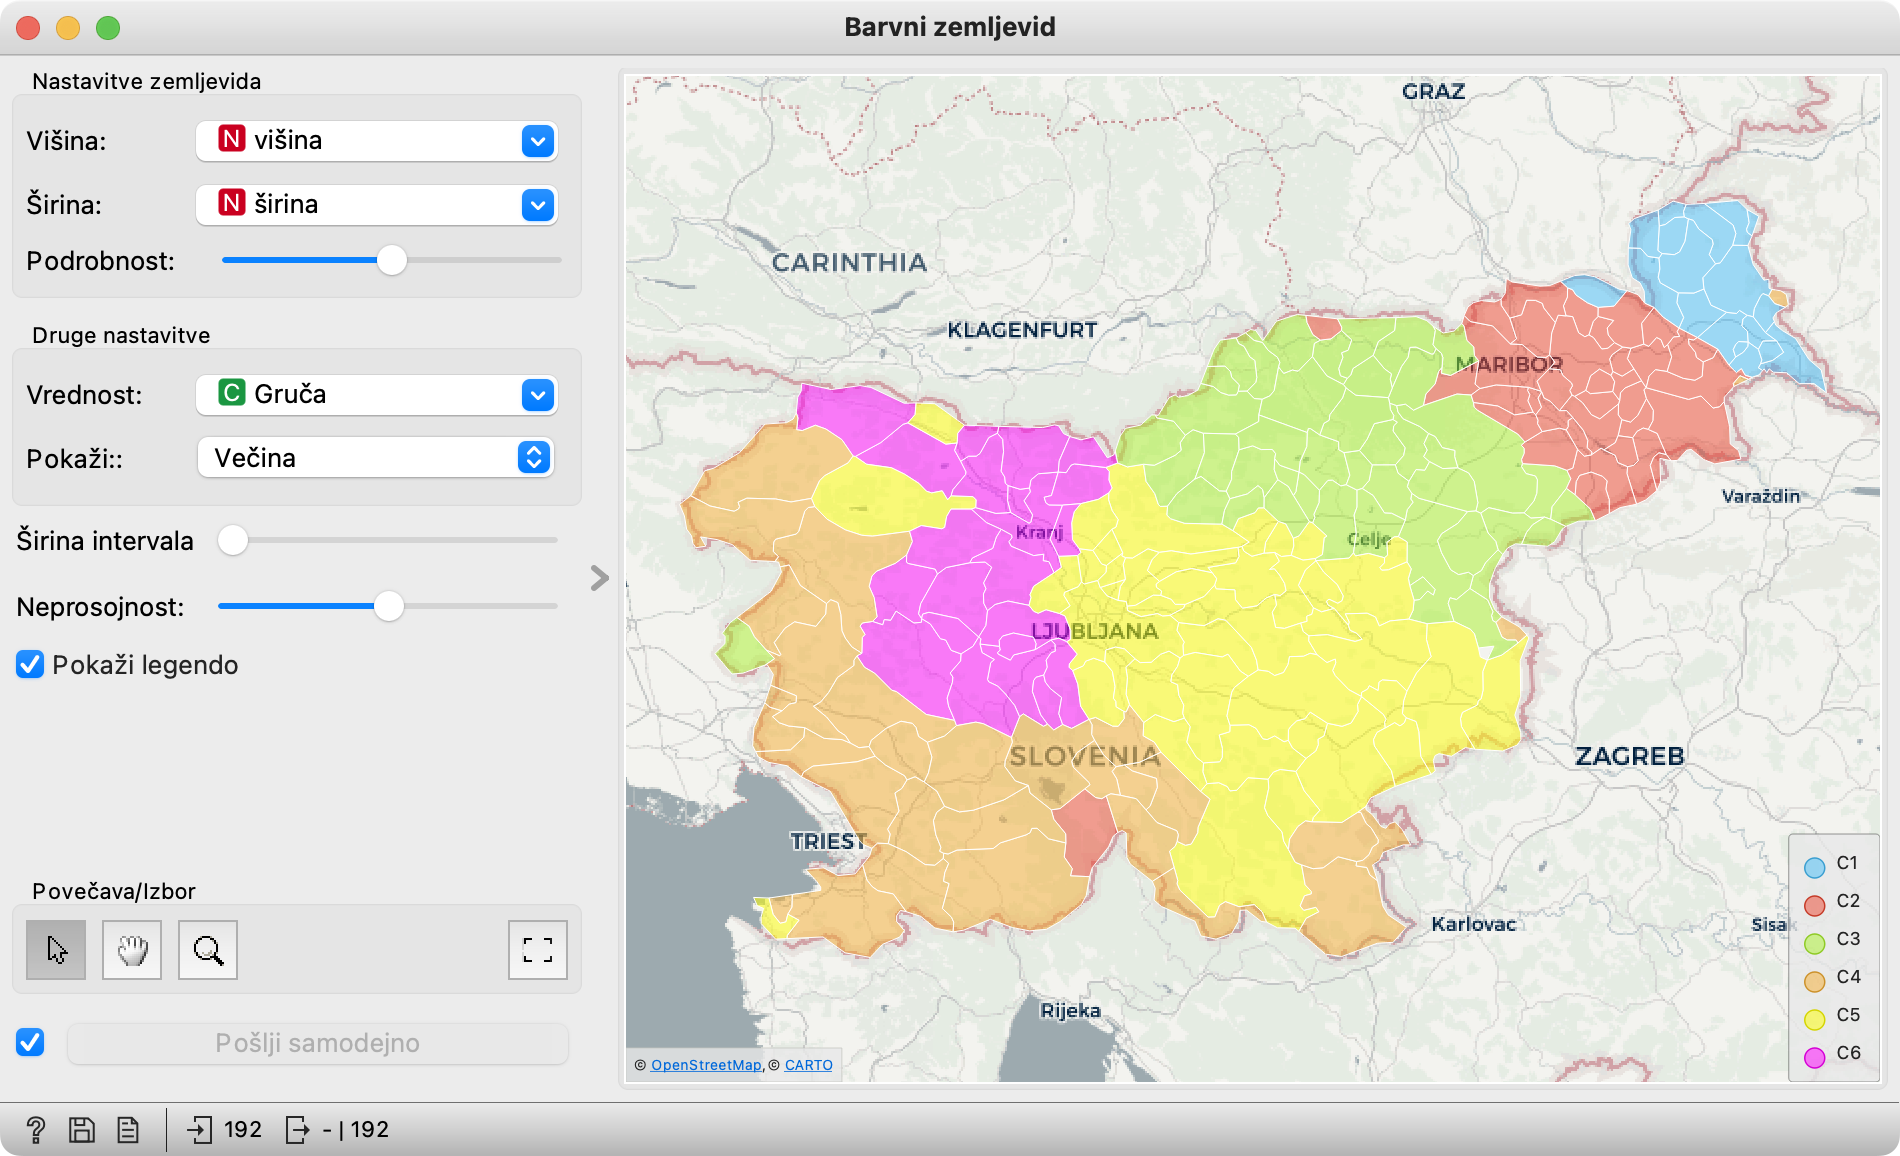 Barvni zemljevid
Nastavitve zemljevida
Višina:
N višina
Širina:
N širina
Podrobnost:
Druge nastavitve
Vrednost:
C Gruča
Pokaži::
Večina
Širina intervala
Neprosojnost:
Pokaži legendo
Povečava/Izbor
Pošlji samodejno
? 192 - | 192
GRAZ
CARINTHIA
KLAGENFURT
MARIBOR
Varaždin
Kranj
Celje
LJUBLJANA
SLOVENIA
ZAGREB
TRIEST
Karlovac
Sisak
Rijeka
C1
C2
C3
C4
C5
C6
© OpenStreetMap, © CARTO